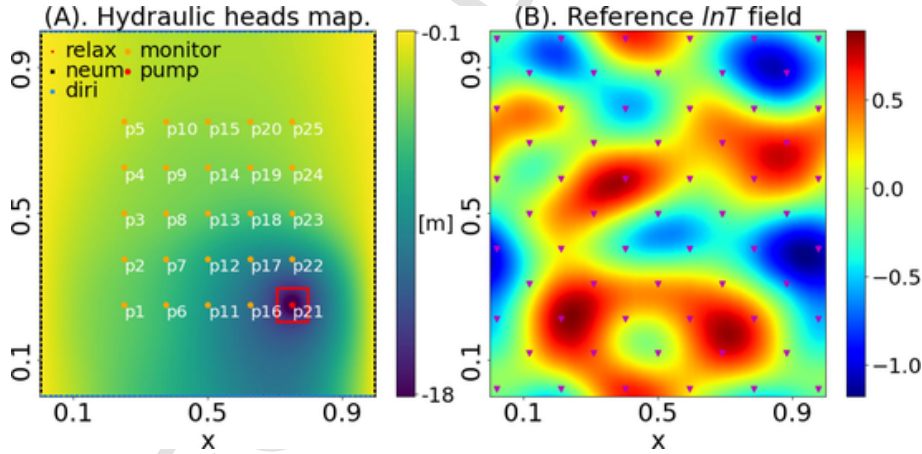 (A). Hydraulic heads map.
relax monitor
neum pump
diri
0.9
0.5
0.1
p5 p10 p15 p20 p25
p4 p9 p14 p19 p24
p3 p8 p13 p18 p23
p2 p7 p12 p17 p22
p1 p6 p11 p16 p21
0.1 0.5 0.9
x
-0.1
[m]
-18
(B). Reference lnT field
0.9
0.5
0.1
0.1 0.5 0.9
x
0.5
0.0
−0.5
−1.0